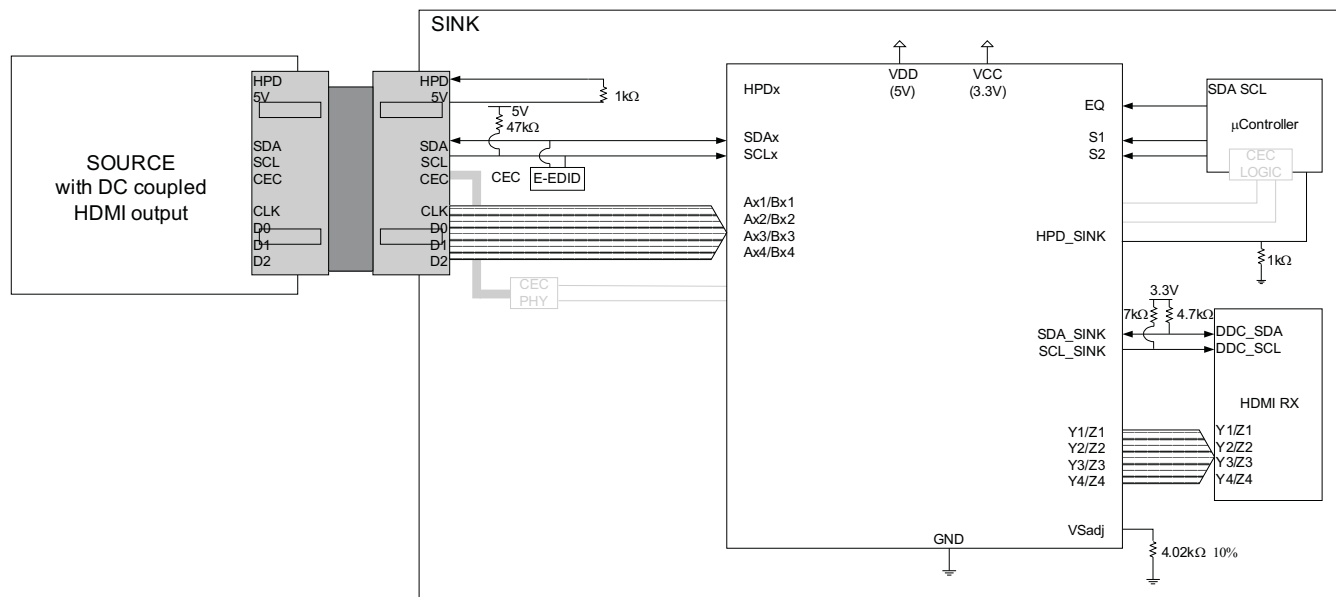 SINK
SOURCE
with DC coupled
HDMI output
HPD
5V
SDA
SCL
CEC
CLK
D0
D1
D2
HPD
5V
SDA
SCL
CEC
CLK
D0
D1
D2
1kΩ
5V
47kΩ
CEC
E-EDID
CEC
PHY
VDD
(5V)
VCC
(3.3V)
HPDx
SDAx
SCLx
Ax1/Bx1
Ax2/Bx2
Ax3/Bx3
Ax4/Bx4
EQ
S1
S2
HPD_SINK
SDA_SINK
SCL_SINK
Y1/Z1
Y2/Z2
Y3/Z3
Y4/Z4
VSadj
GND
SDA SCL
μController
CEC
LOGIC
1kΩ
3.3V
7kΩ 4.7kΩ
DDC_SDA
DDC_SCL
HDMI RX
Y1/Z1
Y2/Z2
Y3/Z3
Y4/Z4
4.02kΩ 10%